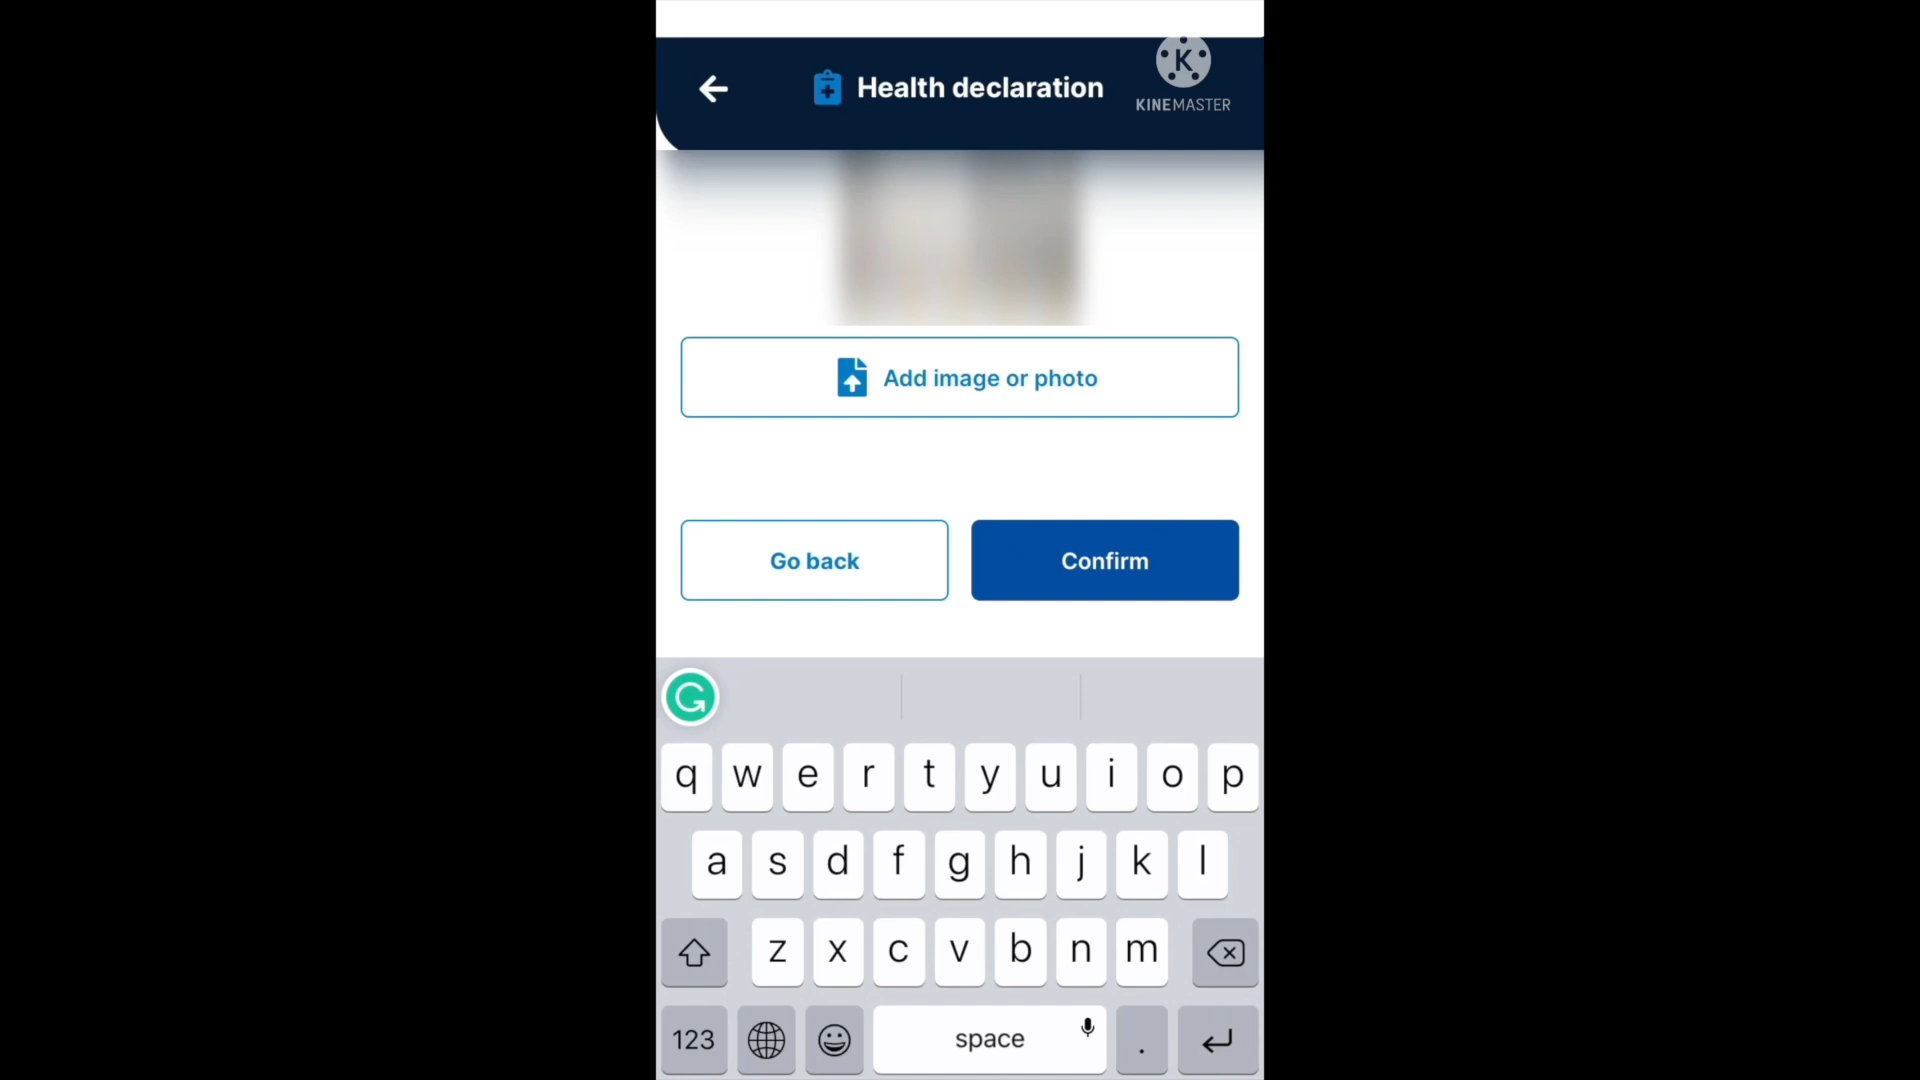 Health declaration
K
KINEMASTER
Add image or photo
Go back
Confirm
G
q w e r t y u i o p
a s d f g h j k l
z x c v b n m
123
space
.